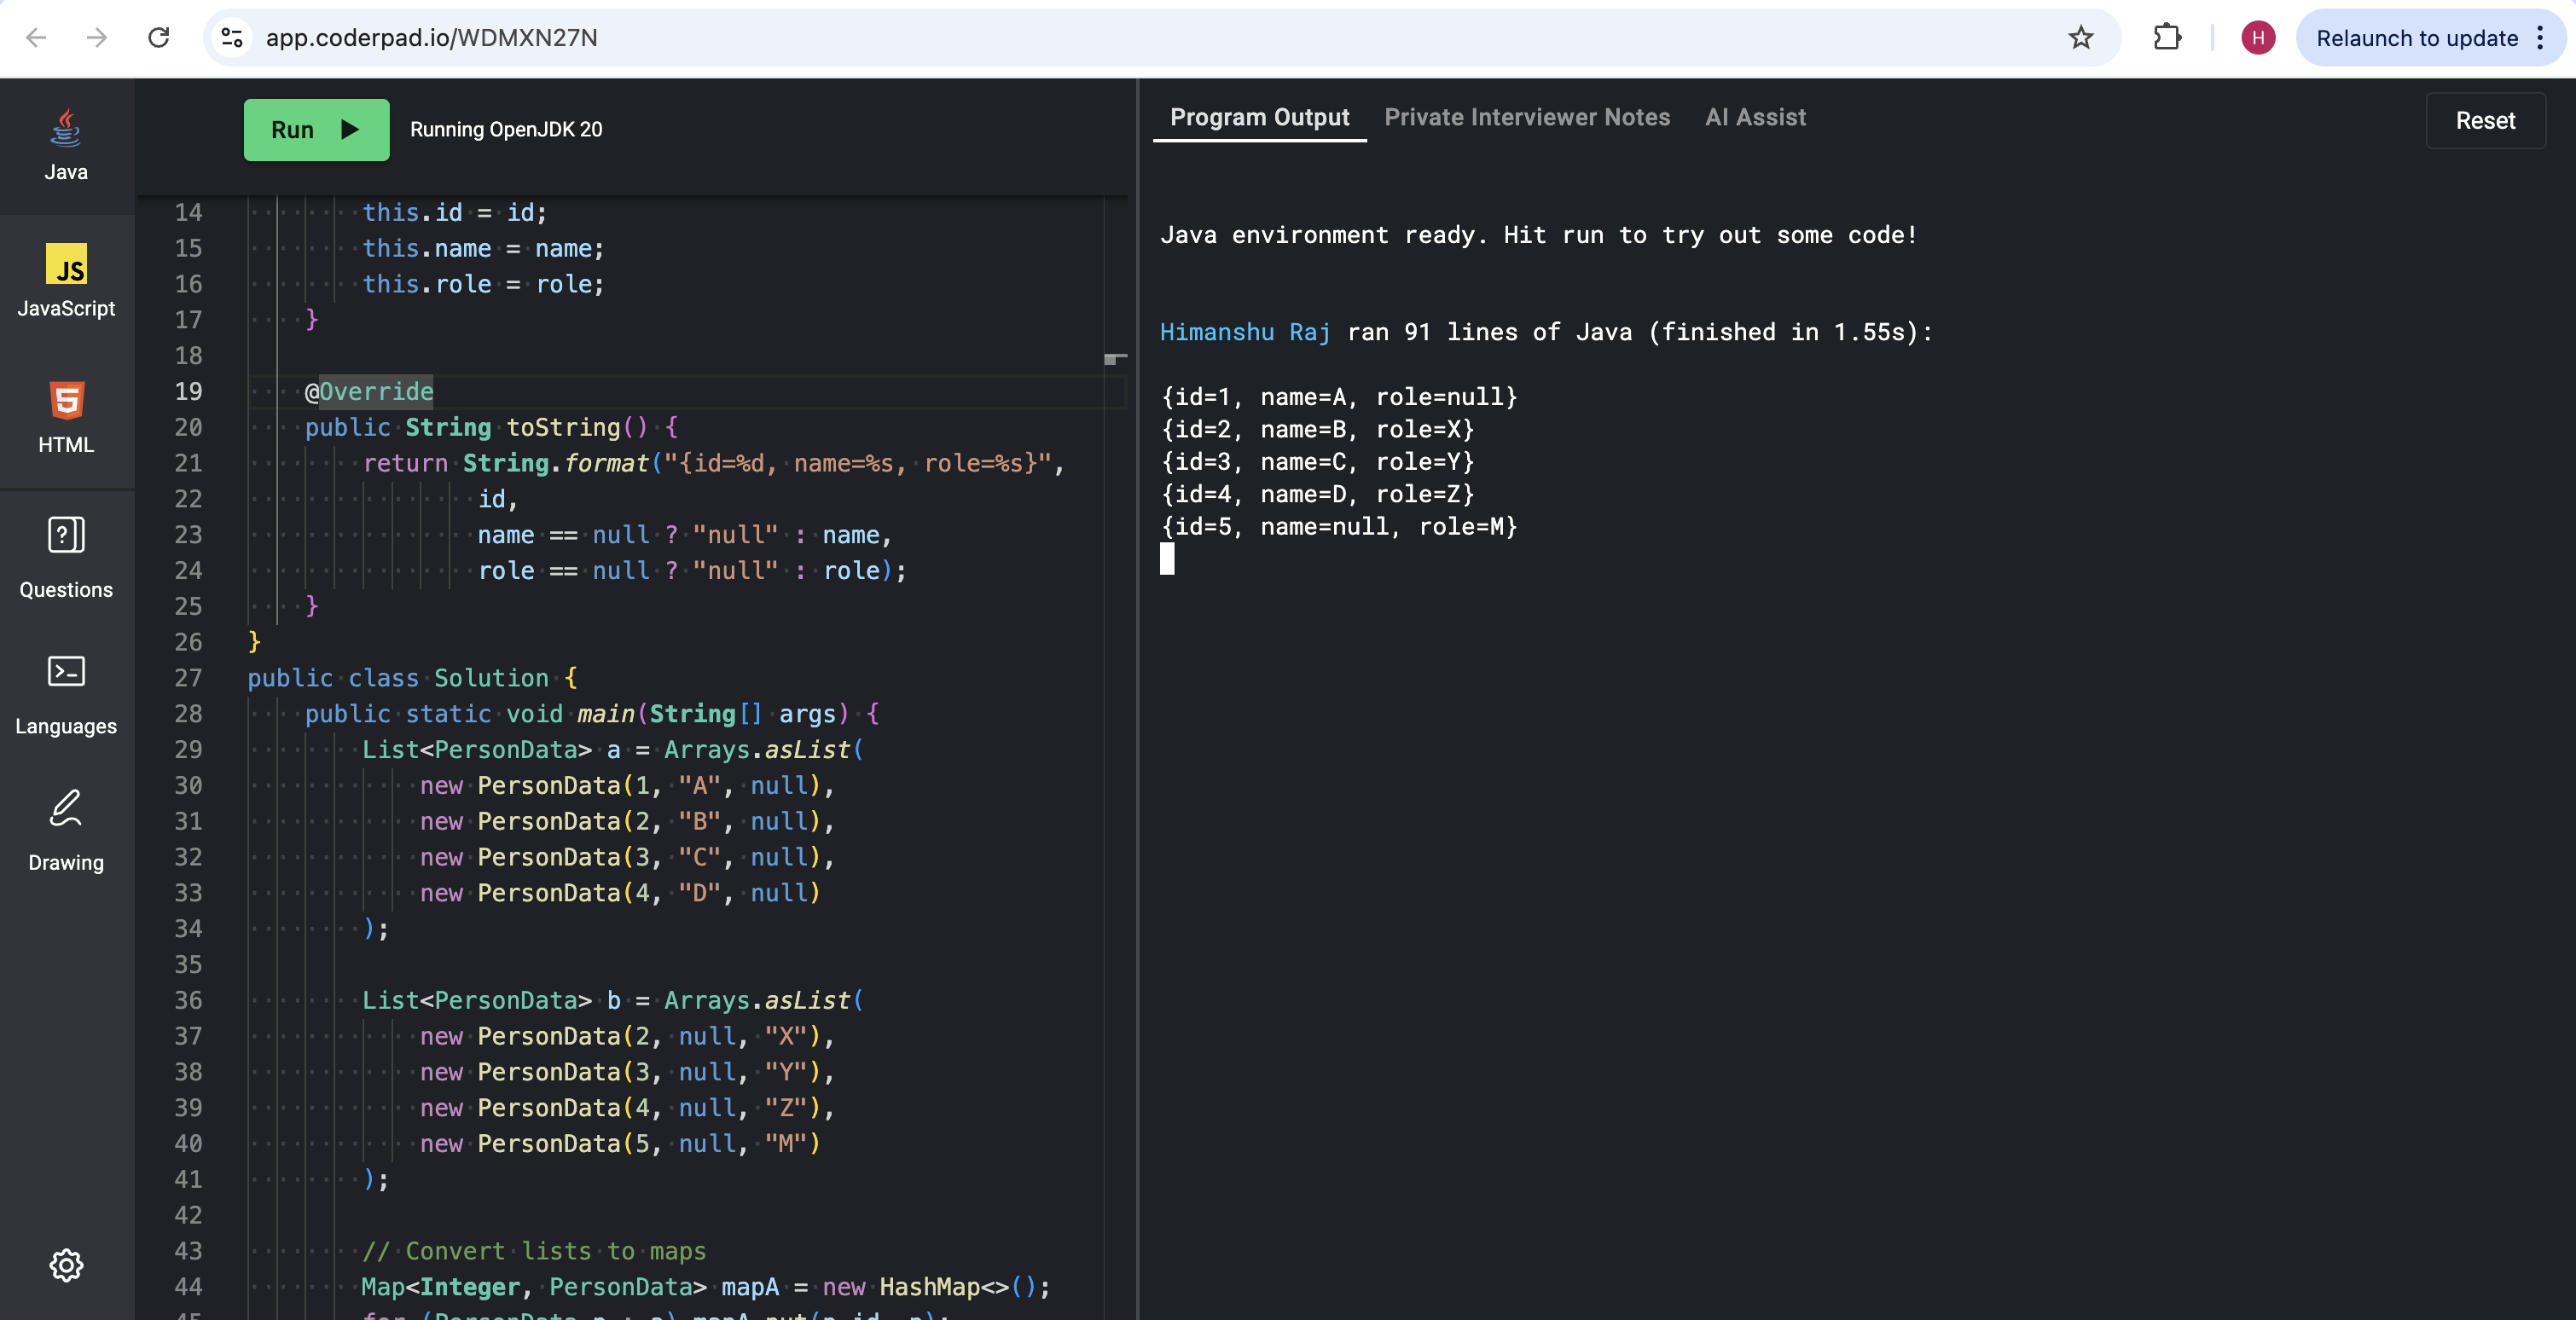 app.coderpad.io/WDMXN27N
H
Relaunch to update
Java
JS
JavaScript
5
HTML
?
Questions
Languages
Drawing
Run
Running OpenJDK 20
14 this.id = id;
15 this.name = name;
16 this.role = role;
17 }
18
19 @Override
20 public String toString() {
21 return String.format("{id=%d, name=%s, role=%s}",
22 id,
23 name == null ? "null" : name,
24 role == null ? "null" : role);
25 }
26 }
27 public class Solution {
28 public static void main(String[] args) {
29 List<PersonData> a = Arrays.asList(
30 new PersonData(1, "A", null),
31 new PersonData(2, "B", null),
32 new PersonData(3, "C", null),
33 new PersonData(4, "D", null)
34 );
35
36 List<PersonData> b = Arrays.asList(
37 new PersonData(2, null, "X"),
38 new PersonData(3, null, "Y"),
39 new PersonData(4, null, "Z"),
40 new PersonData(5, null, "M")
41 );
42
43 // Convert lists to maps
44 Map<Integer, PersonData> mapA = new HashMap<>();
Program Output
Private Interviewer Notes
AI Assist
Reset
Java environment ready. Hit run to try out some code!
Himanshu Raj ran 91 lines of Java (finished in 1.55s):
{id=1, name=A, role=null}
{id=2, name=B, role=X}
{id=3, name=C, role=Y}
{id=4, name=D, role=Z}
{id=5, name=null, role=M}